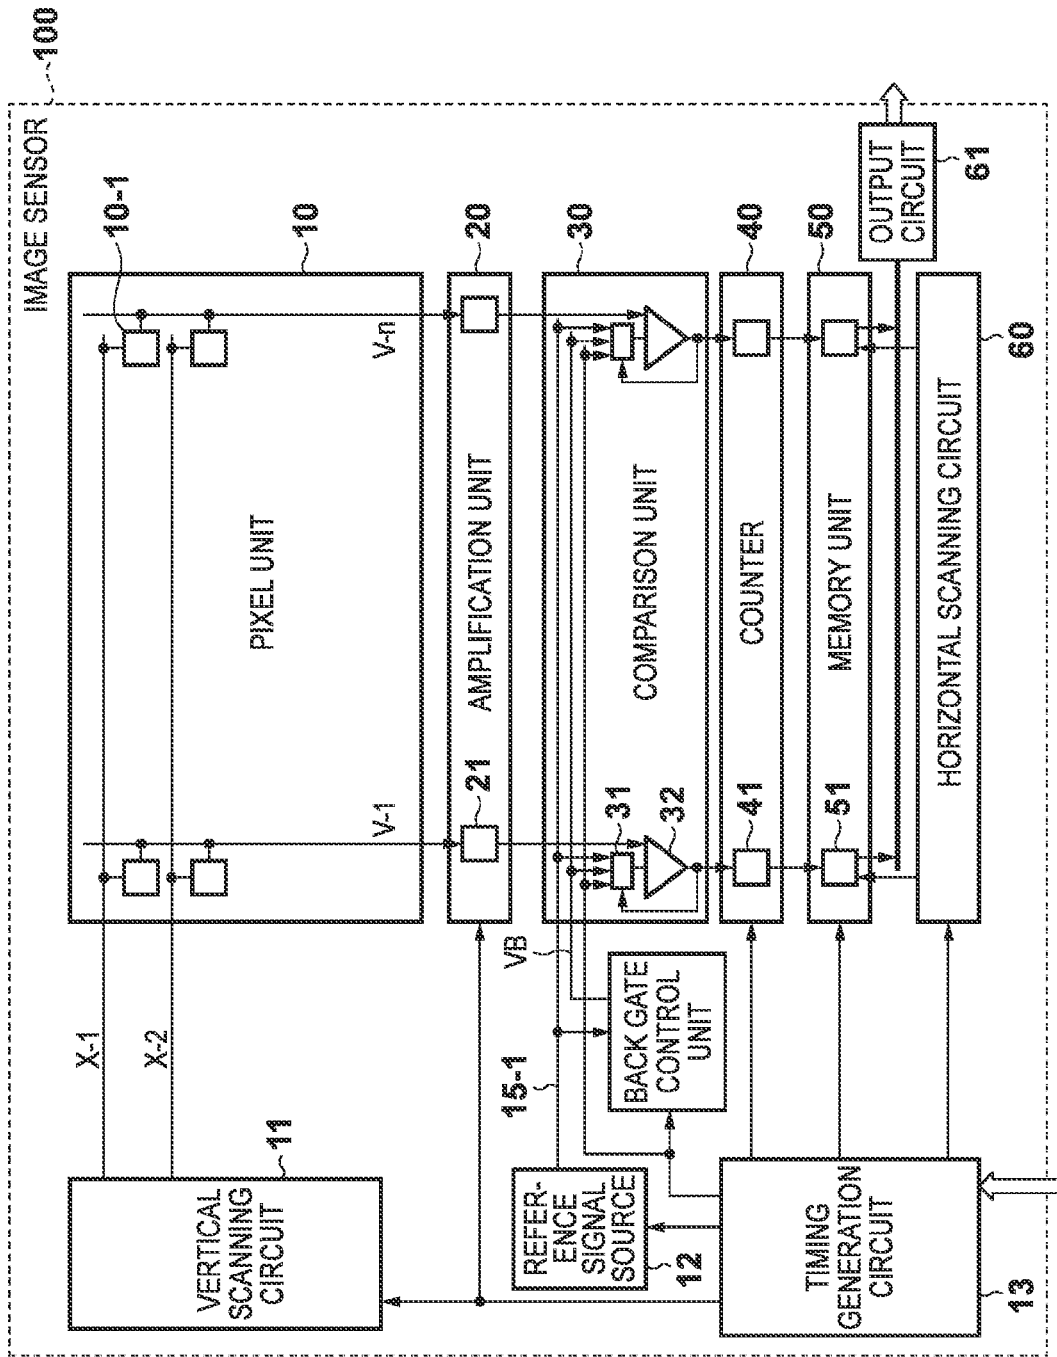 100
IMAGE SENSOR
10-1
10
20
30
40
50
OUTPUT
CIRCUIT
61
60
V-n
PIXEL UNIT
AMPLIFICATION UNIT
COMPARISON UNIT
COUNTER
MEMORY UNIT
HORIZONTAL SCANNING CIRCUIT
V-1
21
31
32
41
51
X-1
X-2
VB
15-1
BACK GATE
CONTROL
UNIT
11
VERTICAL
SCANNING
CIRCUIT
REFER-
ENCE
SIGNAL
SOURCE
12
TIMING
GENERATION
CIRCUIT
13